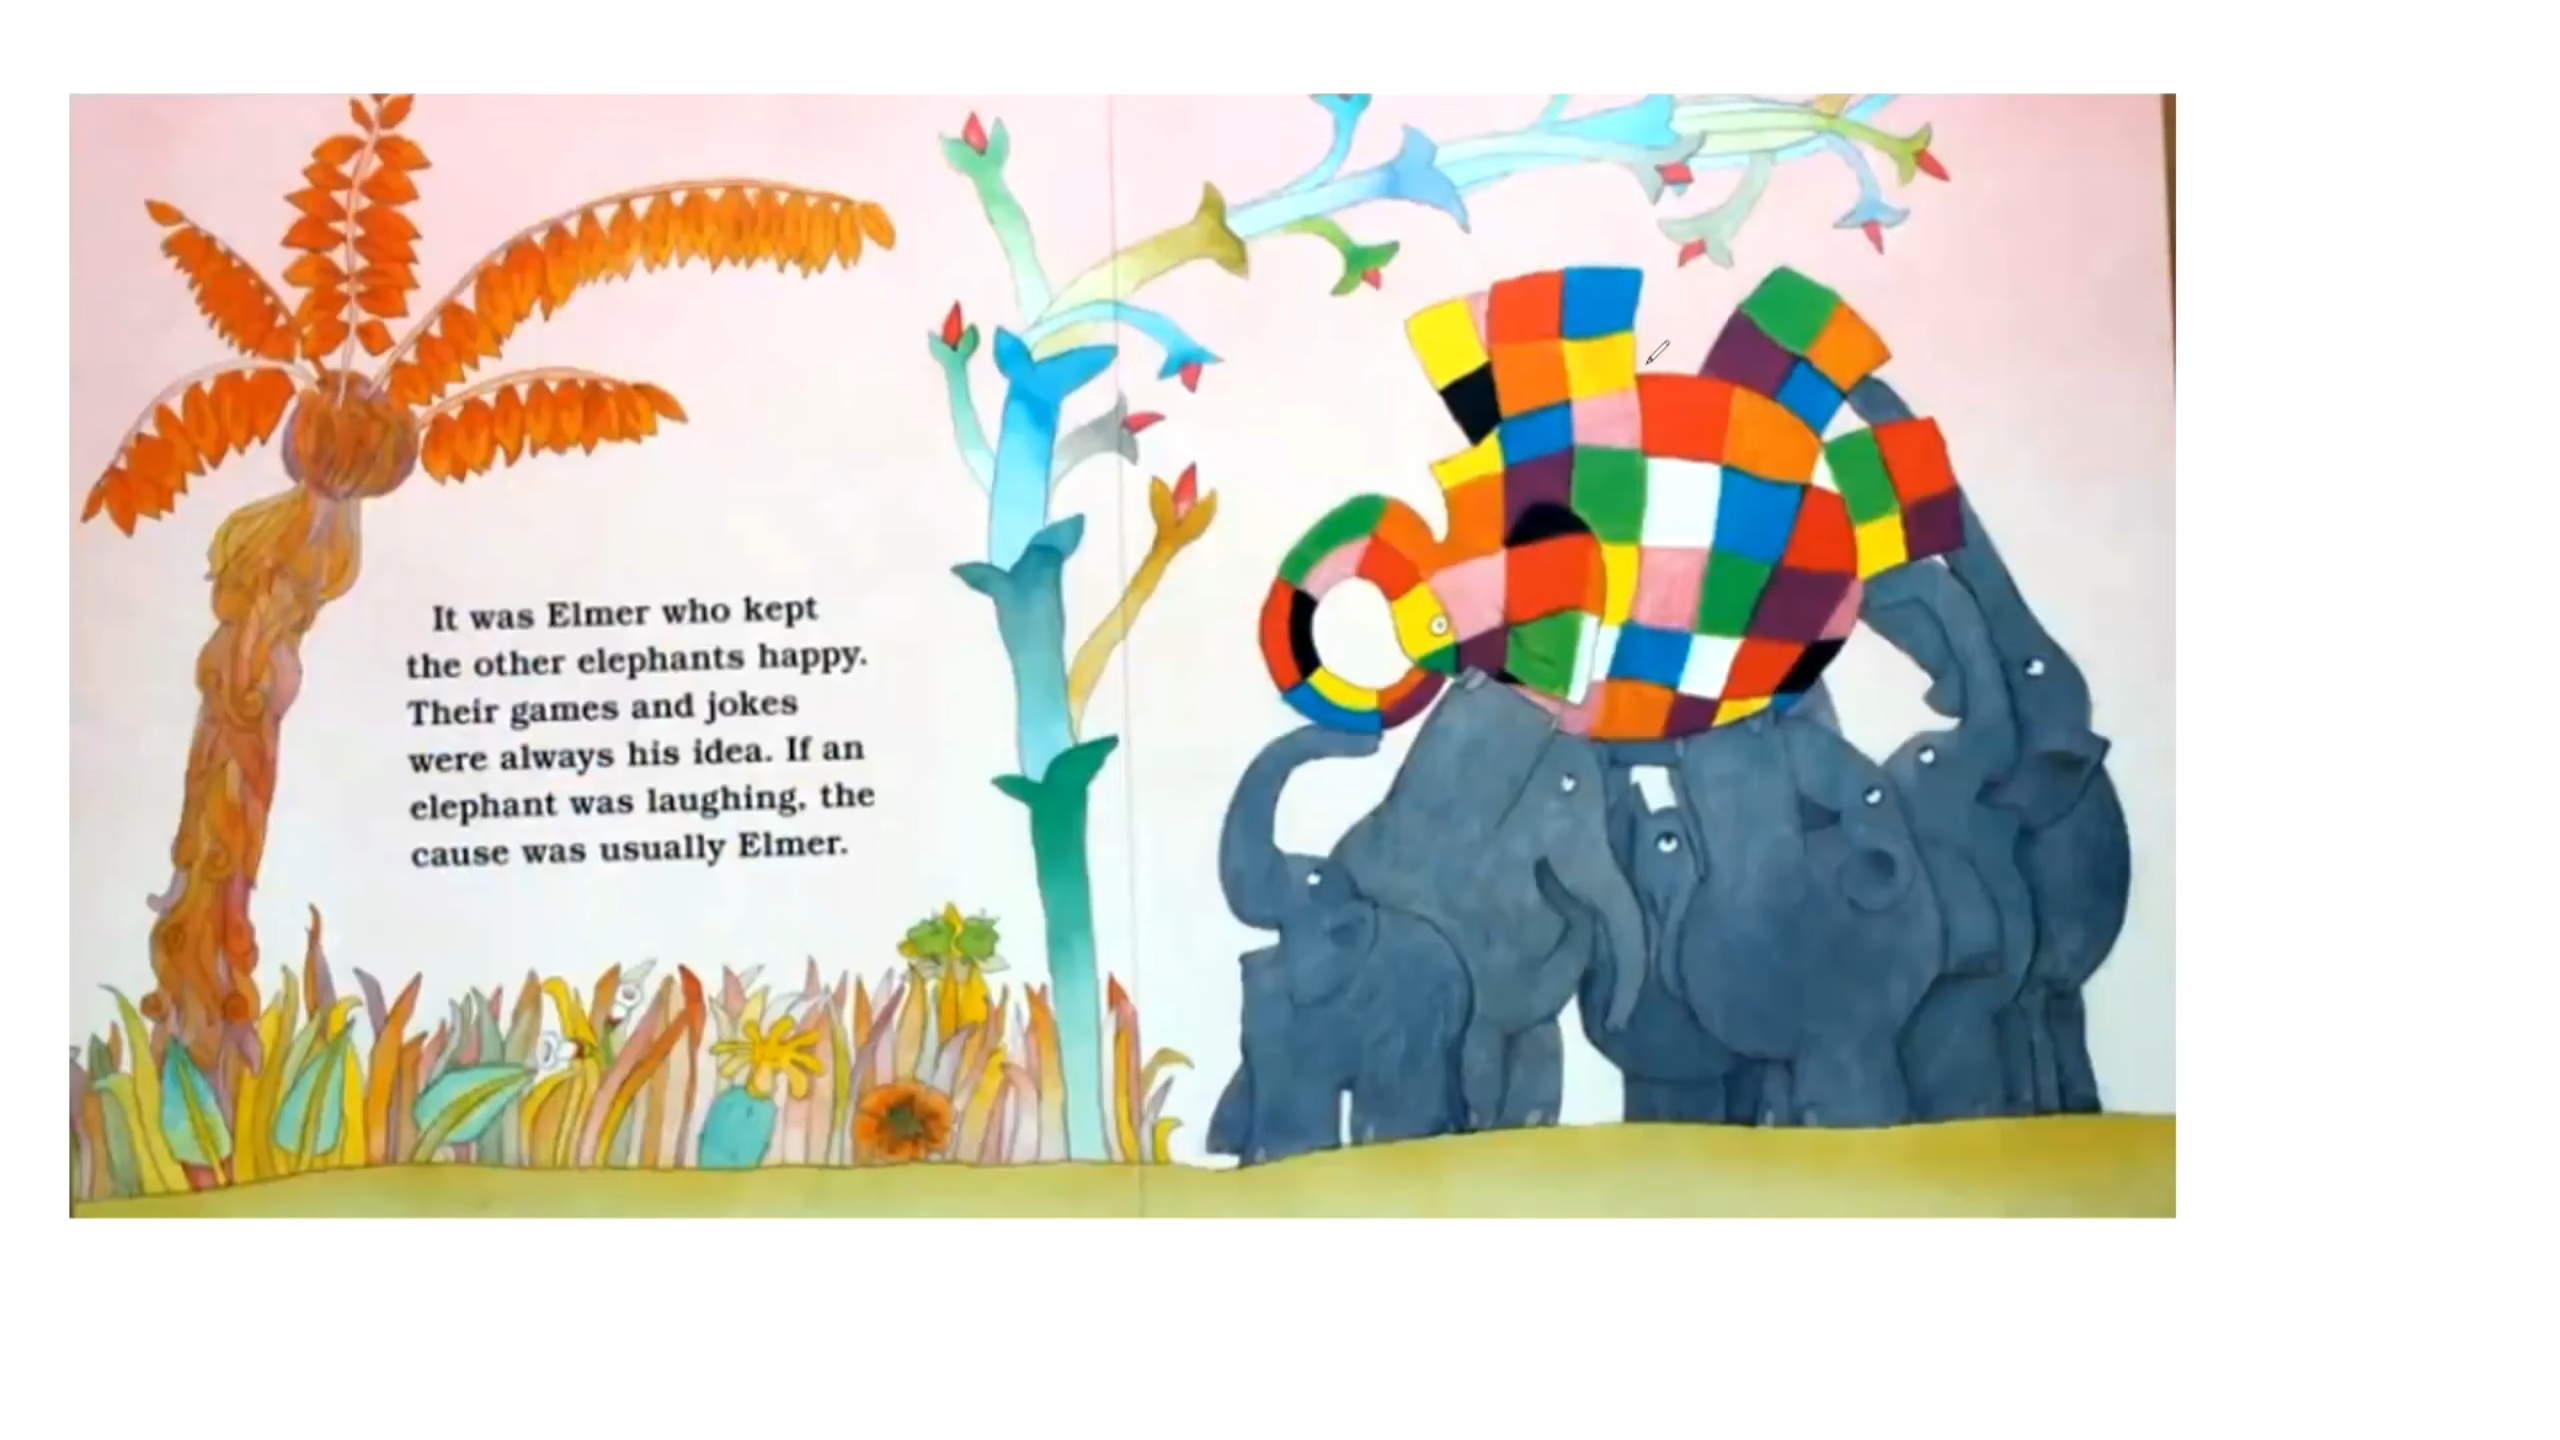 It was Elmer who kept
the other elephants happy.
Their games and jokes
were always his idea. If an
elephant was laughing, the
cause was usually Elmer.